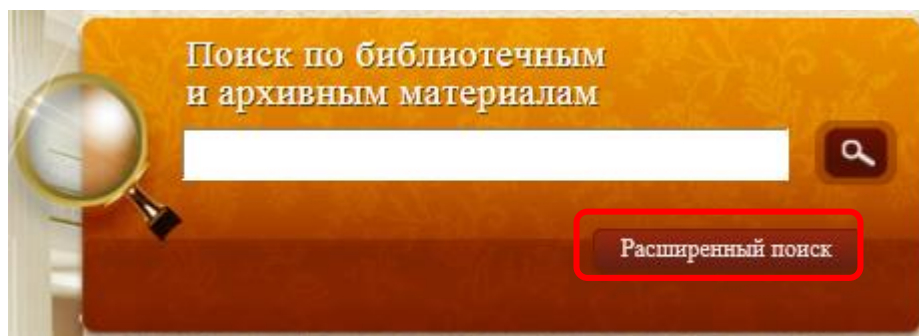 Поиск по библиотечным
и архивным материалам
Расширенный поиск